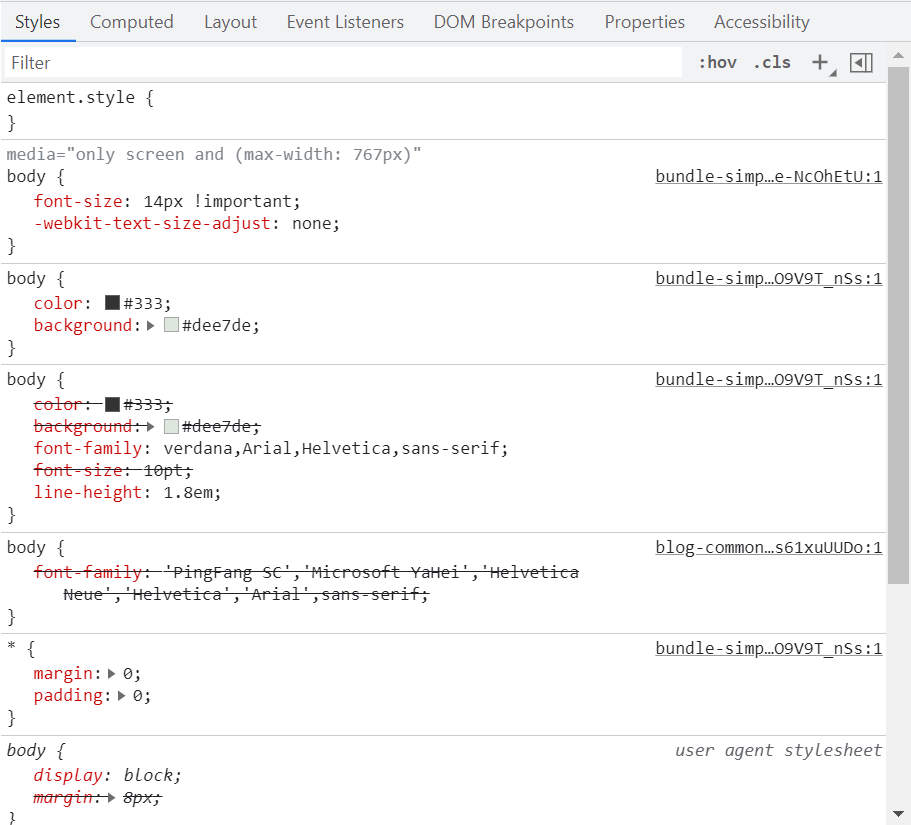 Styles Computed Layout Event Listeners DOM Breakpoints Properties Accessibility
Filter :hov .cls +
element.style {
}
media="only screen and (max-width: 767px)"
body { bundle-simp…e-NcOhEtU:1
font-size: 14px !important;
-webkit-text-size-adjust: none;
}
body { bundle-simp…O9V9T_nSs:1
color: #333;
background: #dee7de;
}
body { bundle-simp…O9V9T_nSs:1
color: #333;
background: #dee7de;
font-family: verdana,Arial,Helvetica,sans-serif;
font-size: 10pt;
line-height: 1.8em;
}
body { blog-common…s61xuUUDo:1
font-family: 'PingFang SC','Microsoft YaHei','Helvetica
Neue','Helvetica','Arial',sans-serif;
}
* { bundle-simp…O9V9T_nSs:1
margin: 0;
padding: 0;
}
body { user agent stylesheet
display: block;
margin: 8px;
}